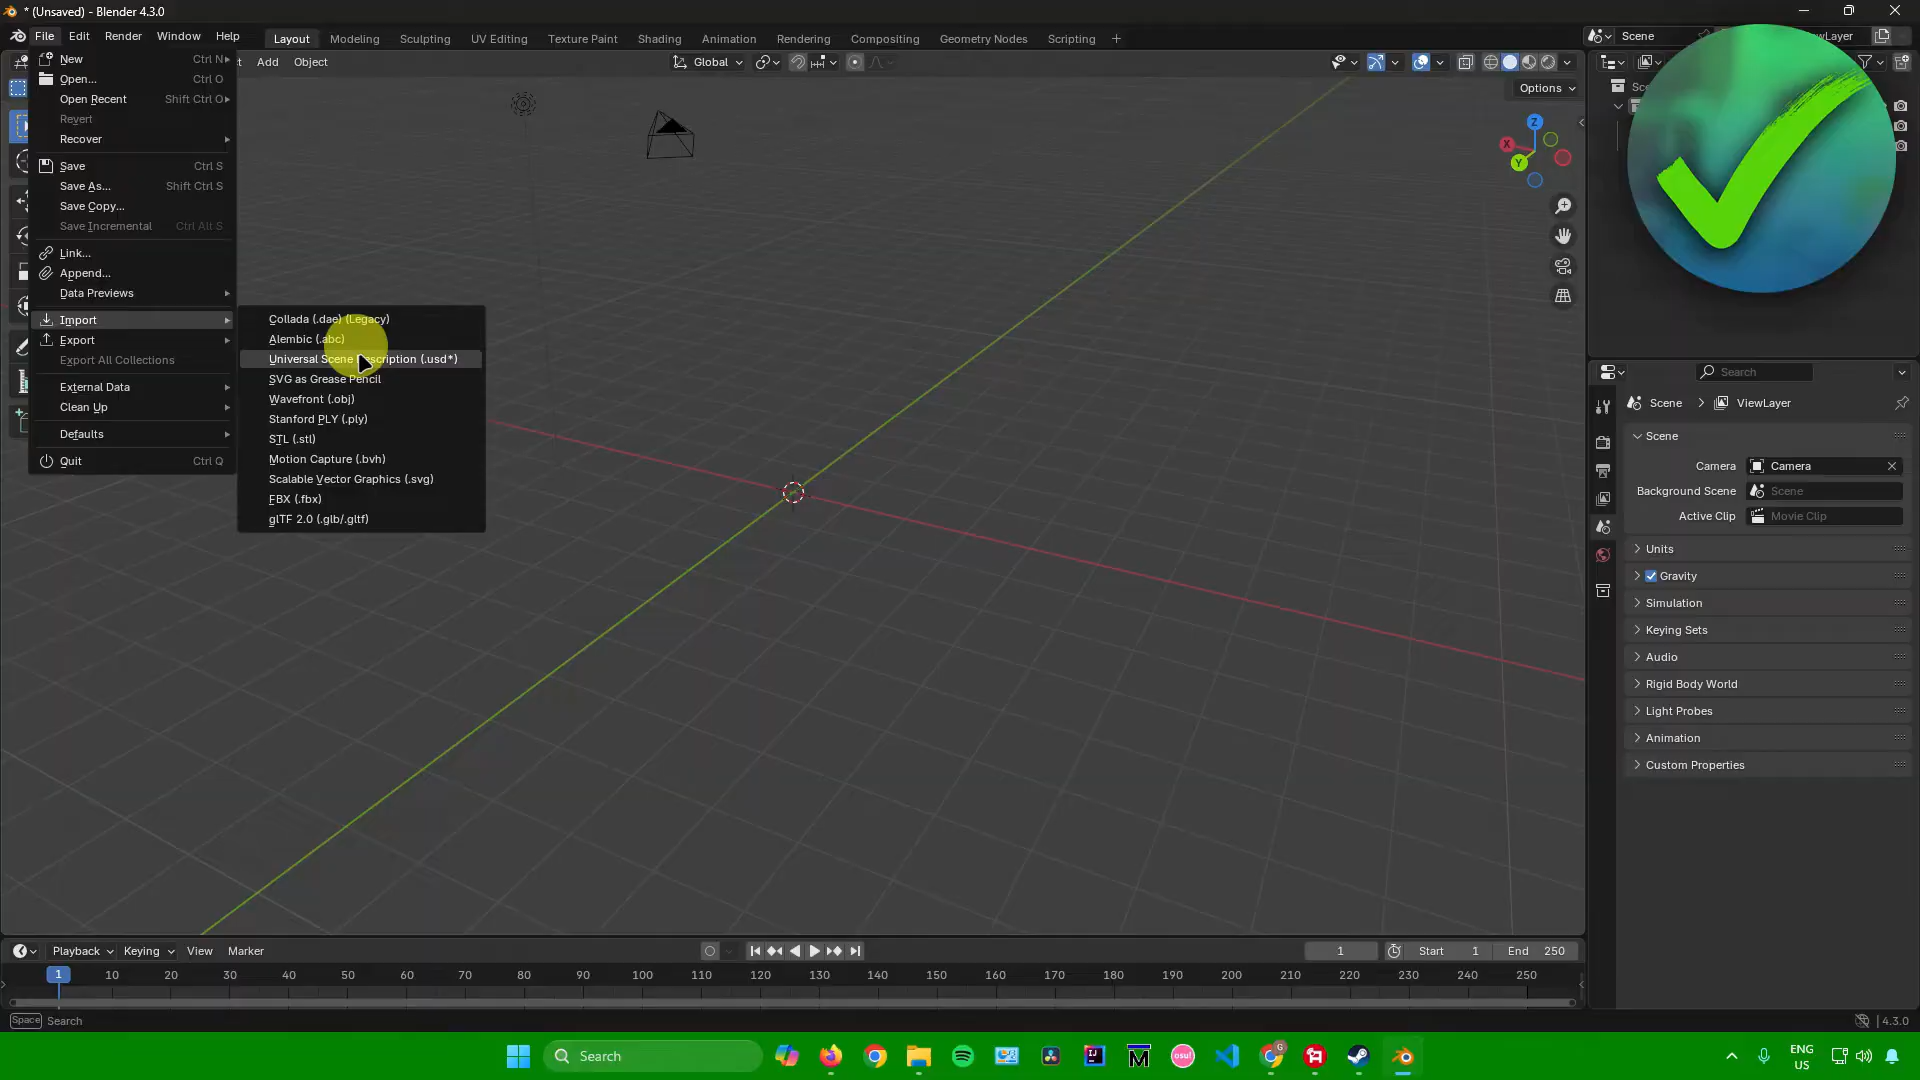 * (Unsaved) - Blender 4.3.0
File Edit Render Window Help
Layout Modeling Sculpting UV Editing Texture Paint Shading Animation Rendering Compositing Geometry Nodes Scripting +
Scene
Add Object
Global
Options
New Ctrl N
Open... Ctrl O
Open Recent Shift Ctrl O
Revert
Recover
Save Ctrl S
Save As... Shift Ctrl S
Save Copy...
Save Incremental Ctrl Alt S
Link...
Append...
Data Previews
Import
Export
Export All Collections
External Data
Clean Up
Defaults
Quit Ctrl Q
Collada (.dae) (Legacy)
Alembic (.abc)
Universal Scene Description (.usd*)
SVG as Grease Pencil
Wavefront (.obj)
Stanford PLY (.ply)
STL (.stl)
Motion Capture (.bvh)
Scalable Vector Graphics (.svg)
FBX (.fbx)
glTF 2.0 (.glb/.gltf)
Z
X
Y
Search
Scene ViewLayer
Scene
Camera Camera
Background Scene Scene
Active Clip Movie Clip
Units
Gravity
Simulation
Keying Sets
Audio
Rigid Body World
Light Probes
Animation
Custom Properties
Playback Keying View Marker
1 Start 1 End 250
1 10 20 30 40 50 60 70 80 90 100 110 120 130 140 150 160 170 180 190 200 210 220 230 240 250
Space Search
4.3.0
Search
osu!
ENG
US